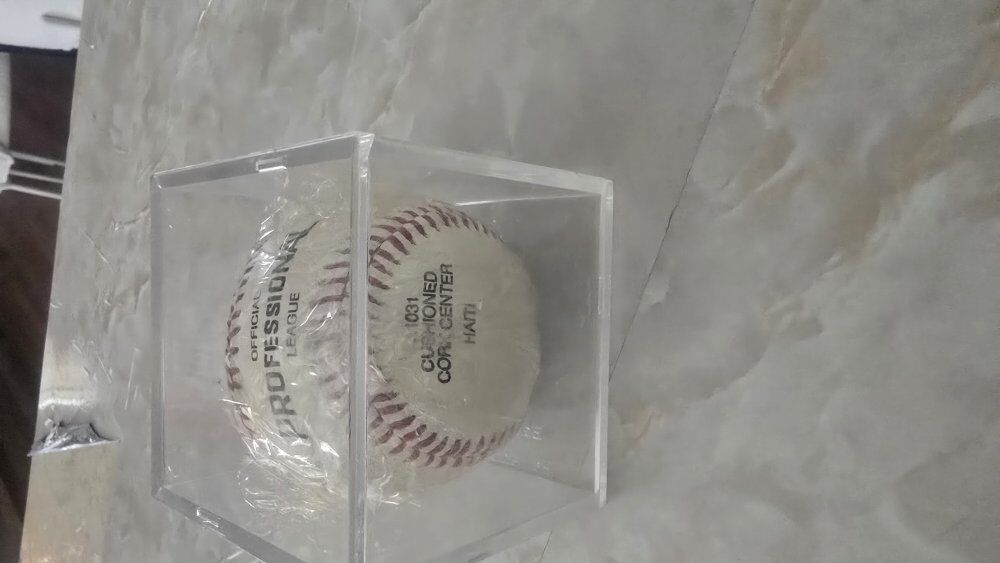 OFFICIAL
PROFESSIONAL
LEAGUE
1031
CUSHIONED
CORK CENTER
HAITI